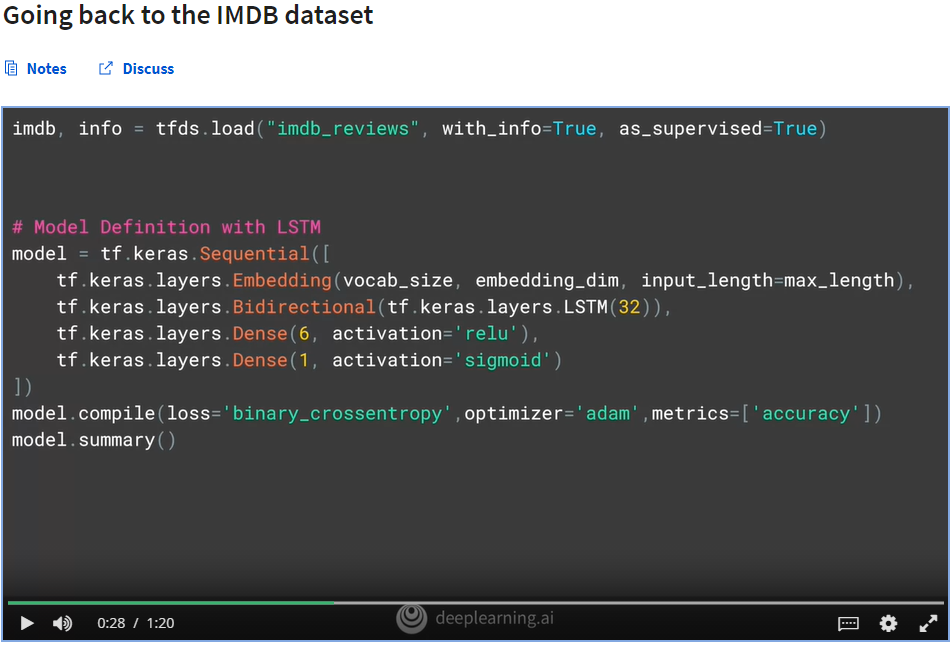 Going back to the IMDB dataset
Notes Discuss
imdb, info = tfds.load("imdb_reviews", with_info=True, as_supervised=True)
# Model Definition with LSTM
model = tf.keras.Sequential([
    tf.keras.layers.Embedding(vocab_size, embedding_dim, input_length=max_length),
    tf.keras.layers.Bidirectional(tf.keras.layers.LSTM(32)),
    tf.keras.layers.Dense(6, activation='relu'),
    tf.keras.layers.Dense(1, activation='sigmoid')
])
model.compile(loss='binary_crossentropy',optimizer='adam',metrics=['accuracy'])
model.summary()
0:28 / 1:20 deeplearning.ai